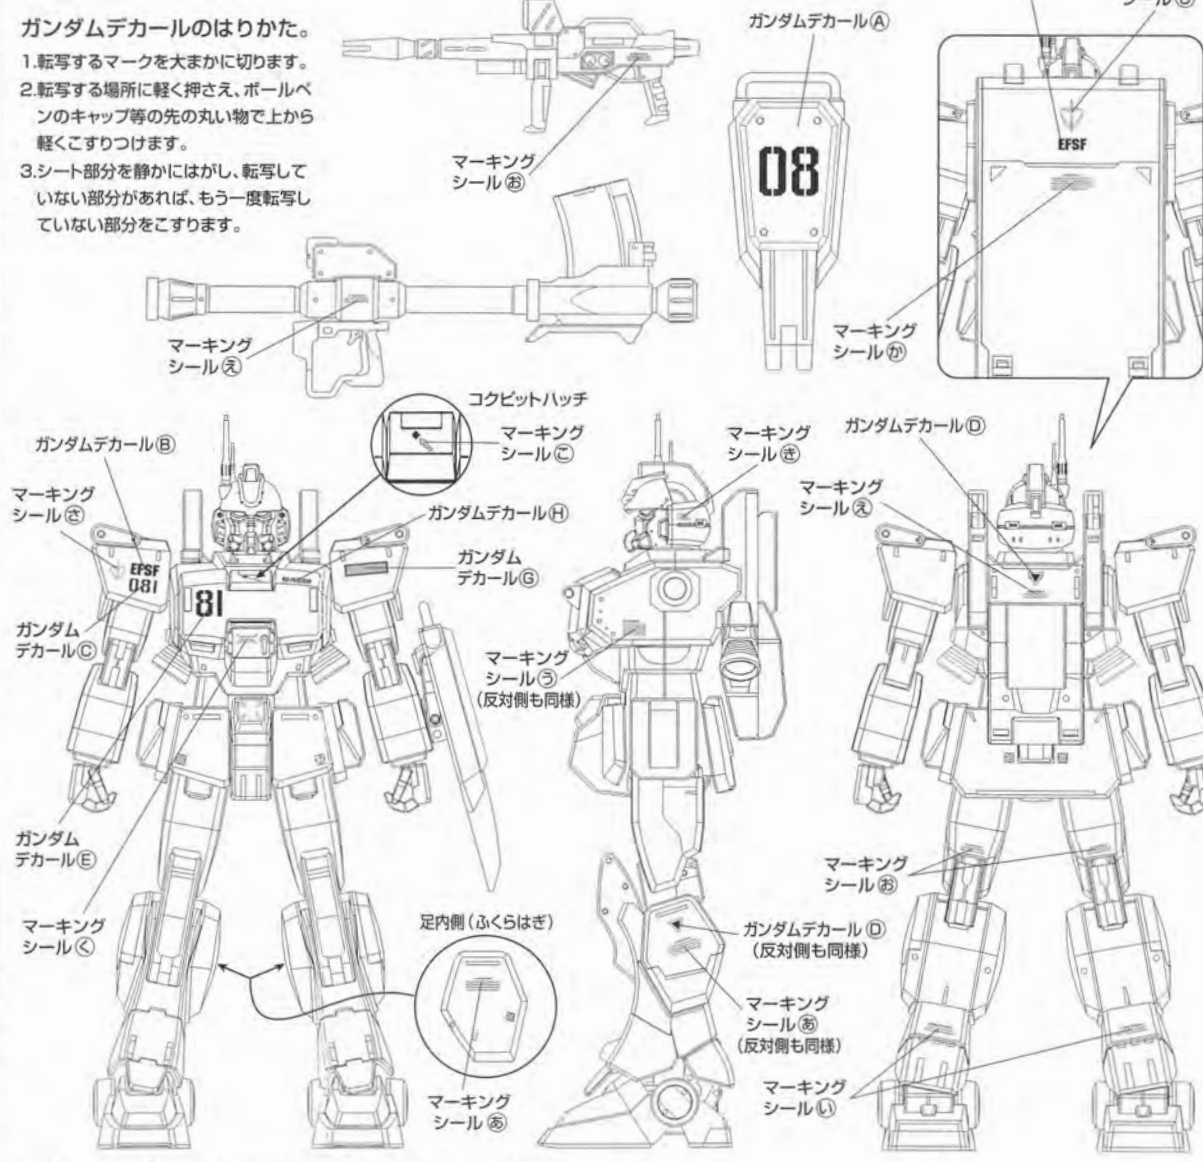 ガンダムデカールのはりかた。
1.転写するマークを大まかに切ります。
2.転写する場所に軽く押さえ、ボールペ
ンのキャップ等の先の丸い物で上から
軽くこすりつけます。
3.シート部分を静かにはがし、転写して
いない部分があれば、もう一度転写し
ていない部分をこすります。
マーキング
シールお
ガンダムデカールⒶ
08
EFSF
マーキング
シールえ
マーキング
シールか
コクピットハッチ
マーキング
シールこ
ガンダムデカールⒷ
マーキング
シールさ
EFSF
081
81
ガンダム
デカールⒸ
ガンダムデカールⒽ
ガンダム
デカールⒼ
ガンダム
デカールⒺ
マーキング
シールく
足内側(ふくらはぎ)
マーキング
シールあ
マーキング
シールき
マーキング
シールう
(反対側も同様)
ガンダムデカールⒹ
(反対側も同様)
マーキング
シールあ
(反対側も同様)
ガンダムデカールⒹ
マーキング
シールえ
マーキング
シールお
マーキング
シールい